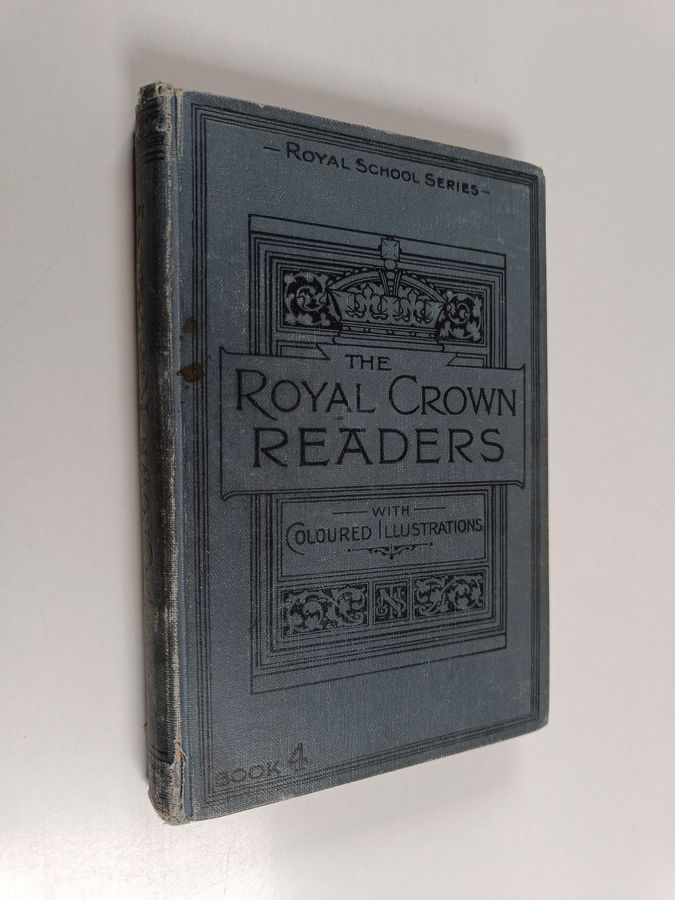 – ROYAL SCHOOL SERIES –
THE
ROYAL CROWN
READERS
WITH
COLOURED ILLUSTRATIONS
N
BOOK 4